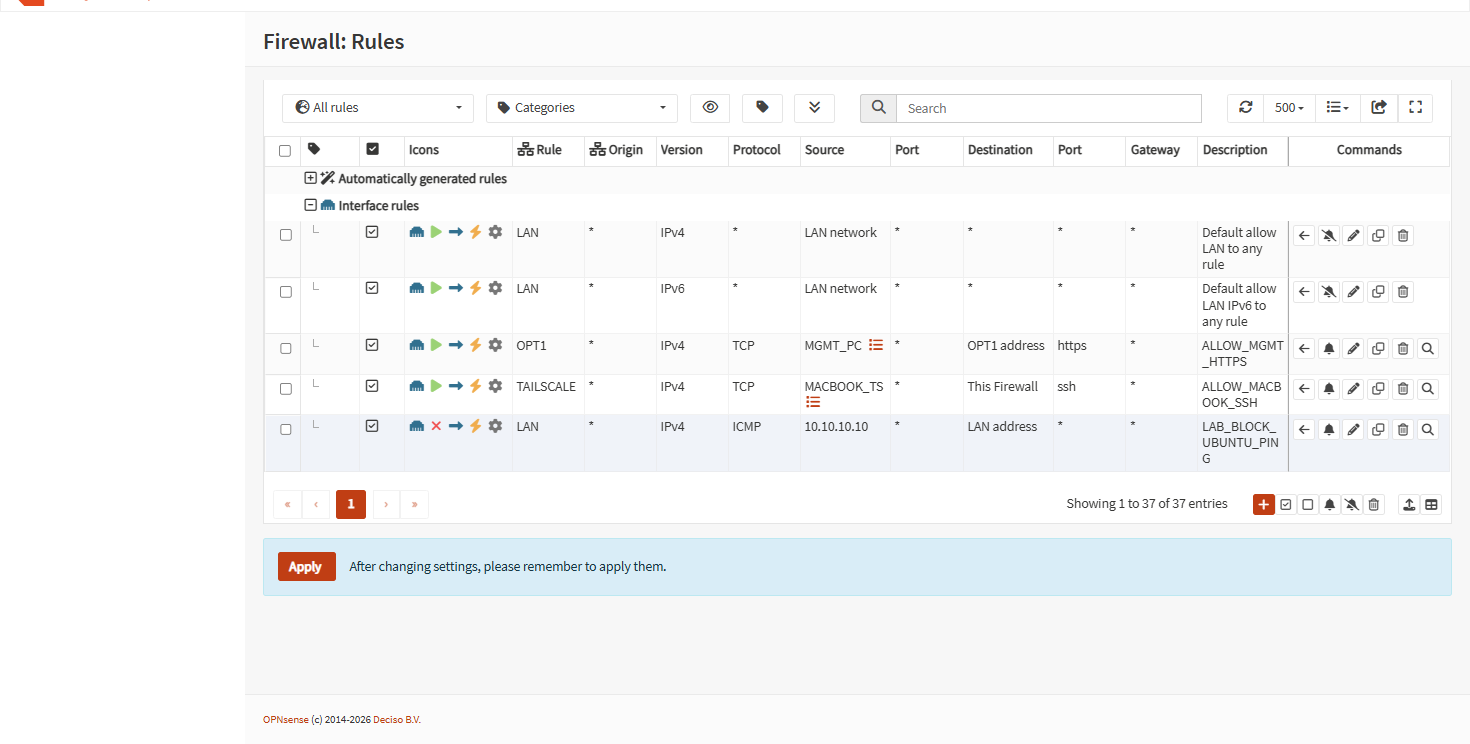 Firewall: Rules
All rules
Categories
Search
500
Icons Rule Origin Version Protocol Source Port Destination Port Gateway Description Commands
Automatically generated rules
Interface rules
LAN * IPv4 * LAN network * * * * Default allow
LAN to any
rule
LAN * IPv6 * LAN network * * * * Default allow
LAN IPv6 to
any rule
OPT1 * IPv4 TCP MGMT_PC * OPT1 address https * ALLOW_MGMT
_HTTPS
TAILSCALE * IPv4 TCP MACBOOK_TS * This Firewall ssh * ALLOW_MACB
OOK_SSH
LAN * IPv4 ICMP 10.10.10.10 * LAN address * * LAB_BLOCK_
UBUNTU_PIN
G
« ‹ 1 › »
Showing 1 to 37 of 37 entries
Apply After changing settings, please remember to apply them.
OPNsense (c) 2014-2026 Deciso B.V.